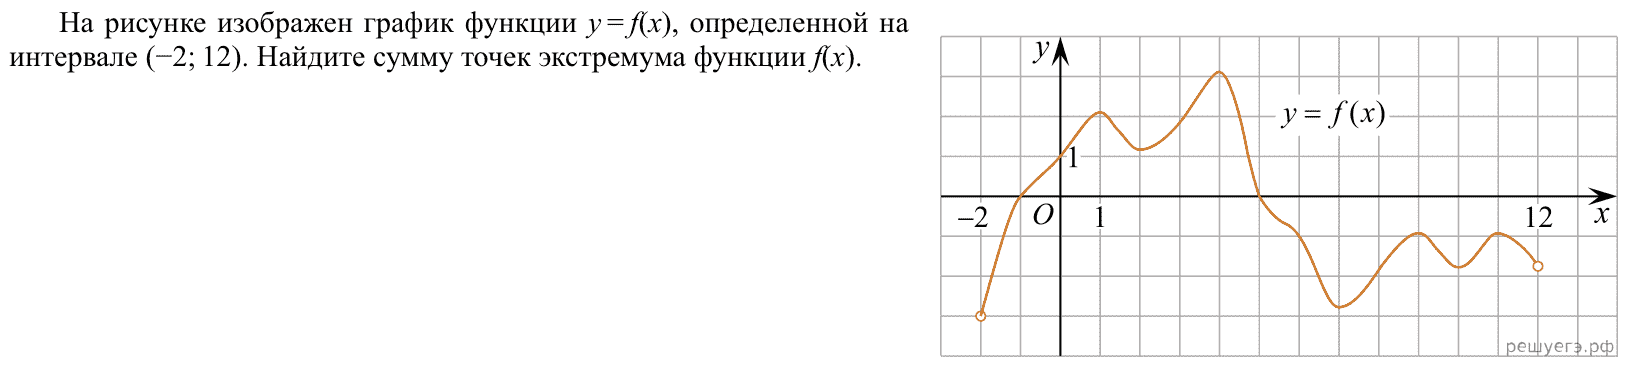 На рисунке изображен график функции y = f(x), определенной на
интервале (−2; 12). Найдите сумму точек экстремума функции f(x).
y
y = f (x)
1
−2
O
1
12
x
решуегэ.рф